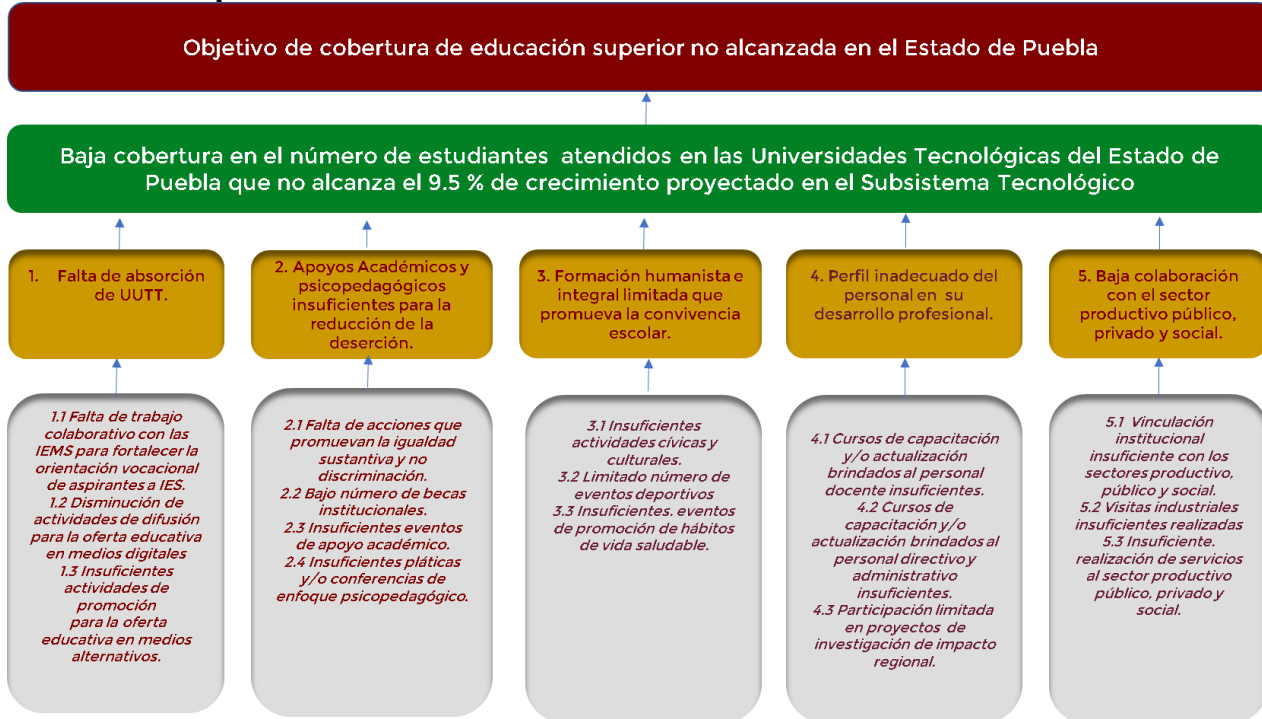 Objetivo de cobertura de educación superior no alcanzada en el Estado de Puebla
Baja cobertura en el número de estudiantes atendidos en las Universidades Tecnológicas del Estado de
Puebla que no alcanza el 9.5 % de crecimiento proyectado en el Subsistema Tecnológico
1. Falta de absorción
de UUTT.
2. Apoyos Académicos y
psicopedagógicos
insuficientes para la
reducción de la
deserción.
3. Formación humanista e
integral limitada que
promueva la convivencia
escolar.
4. Perfil inadecuado del
personal en su
desarrollo profesional.
5. Baja colaboración
con el sector
productivo público,
privado y social.
1.1 Falta de trabajo
colaborativo con las
IEMS para fortalecer la
orientación vocacional
de aspirantes a IES.
1.2 Disminución de
actividades de difusión
para la oferta educativa
en medios digitales
1.3 Insuficientes
actividades de
promoción
para la oferta
educativa en medios
alternativos.
2.1 Falta de acciones que
promuevan la igualdad
sustantiva y no
discriminación.
2.2 Bajo número de becas
institucionales.
2.3 Insuficientes eventos
de apoyo académico.
2.4 Insuficientes pláticas
y/o conferencias de
enfoque psicopedagógico.
3.1 Insuficientes
actividades cívicas y
culturales.
3.2 Limitado número de
eventos deportivos
3.3 Insuficientes. eventos
de promoción de hábitos
de vida saludable.
4.1 Cursos de capacitación
y/o actualización
brindados al personal
docente insuficientes.
4.2 Cursos de
capacitación y/o
actualización brindados al
personal directivo y
administrativo
insuficientes.
4.3 Participación limitada
en proyectos de
investigación de impacto
regional.
5.1 Vinculación
institucional
insuficiente con los
sectores productivo,
público y social.
5.2 Visitas industriales
insuficientes realizadas
5.3 Insuficiente.
realización de servicios
al sector productivo
público, privado y
social.